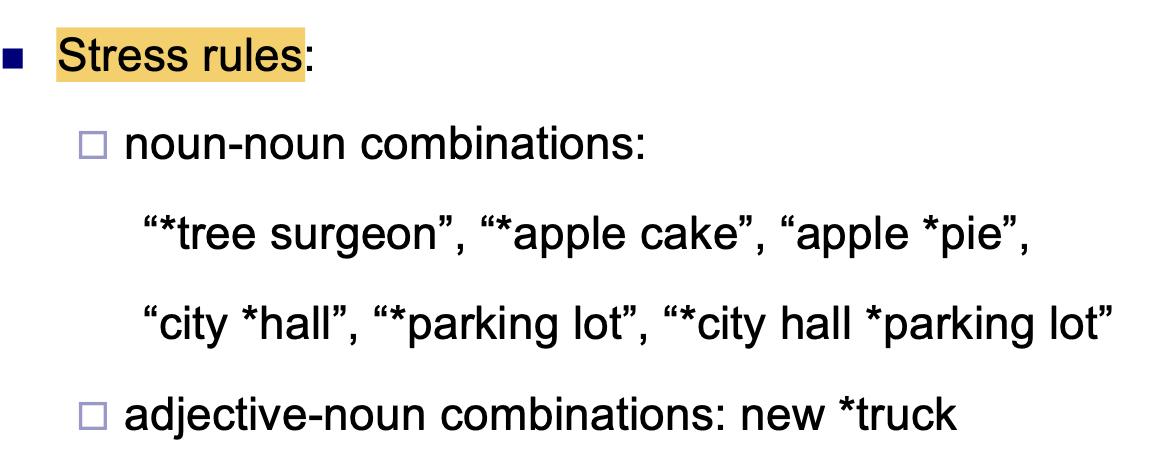 Stress rules:
noun-noun combinations:
“*tree surgeon”, “*apple cake”, “apple *pie”,
“city *hall”, “*parking lot”, “*city hall *parking lot”
adjective-noun combinations: new *truck